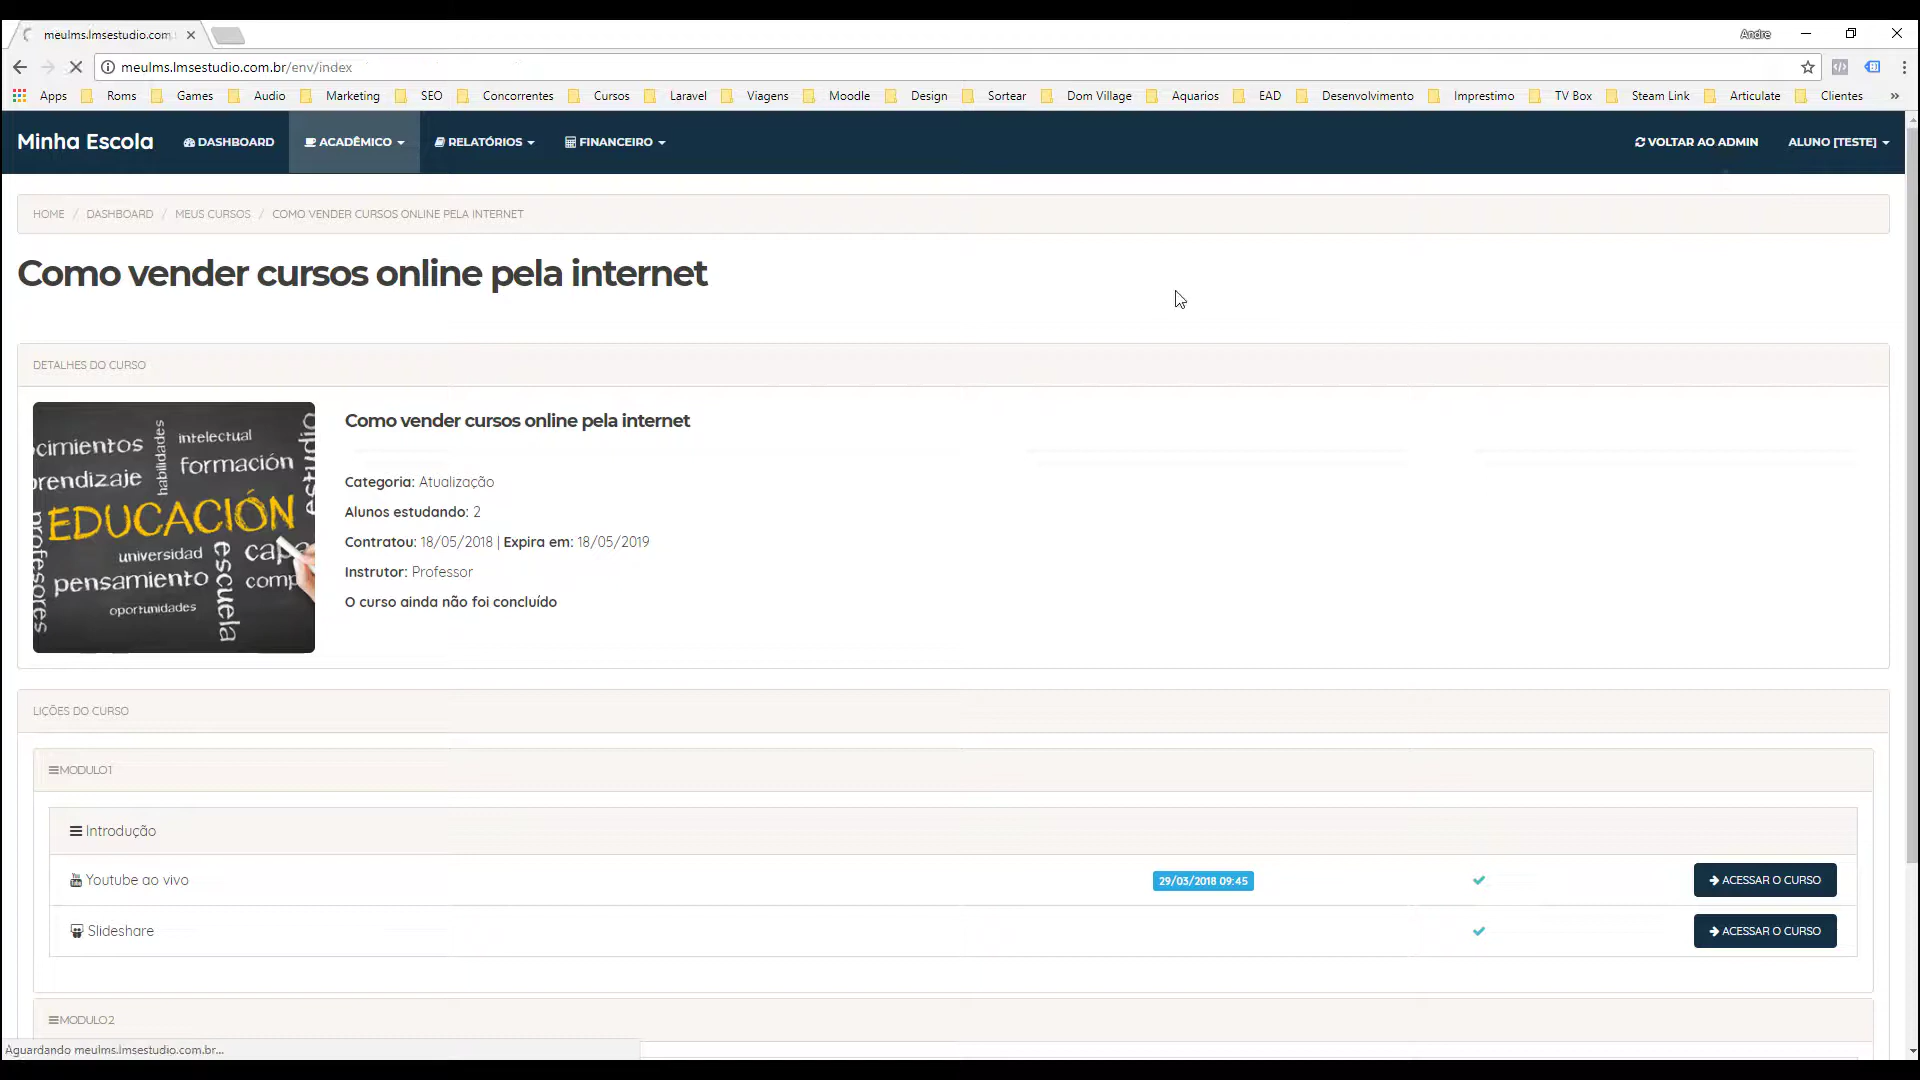 meulms.lmsestudio.com
Andre
meulms.lmsestudio.com.br/env/index
Apps Roms Games Audio Marketing SEO Concorrentes Cursos Laravel Viagens Moodle Design Sortear Dom Village Aquarios EAD Desenvolvimento Imprestimo TV Box Steam Link Articulate Clientes »
Minha Escola DASHBOARD ACADÊMICO RELATÓRIOS FINANCEIRO VOLTAR AO ADMIN ALUNO [TESTE]
HOME / DASHBOARD / MEUS CURSOS / COMO VENDER CURSOS ONLINE PELA INTERNET
Como vender cursos online pela internet
DETALHES DO CURSO
cimientos
habilidades
intelectual
estudio
formación
rendizaje
EDUCACIÓN
universidad
escuela
capa
pensamiento
comp
oportunidades
profesores
Como vender cursos online pela internet
Categoria: Atualização
Alunos estudando: 2
Contratou: 18/05/2018 | Expira em: 18/05/2019
Instrutor: Professor
O curso ainda não foi concluído
LIÇÕES DO CURSO
MODULO1
Introdução
Youtube ao vivo 29/03/2018 09:45 ACESSAR O CURSO
Slideshare ACESSAR O CURSO
MODULO2
Aguardando meulms.lmsestudio.com.br...